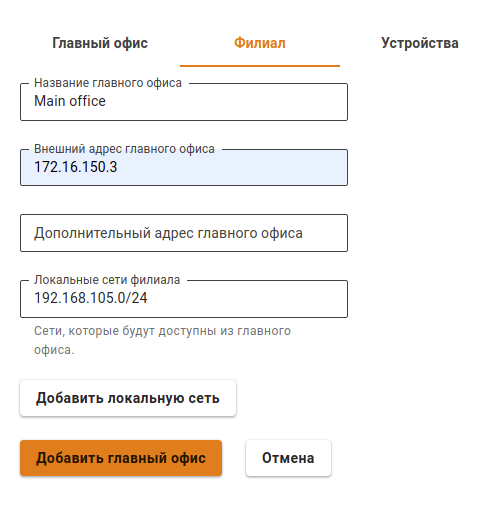 Главный офис
Филиал
Устройства
Название главного офиса
Main office
Внешний адрес главного офиса
172.16.150.3
Дополнительный адрес главного офиса
Локальные сети филиала
192.168.105.0/24
Сети, которые будут доступны из главного
офиса.
Добавить локальную сеть
Добавить главный офис
Отмена